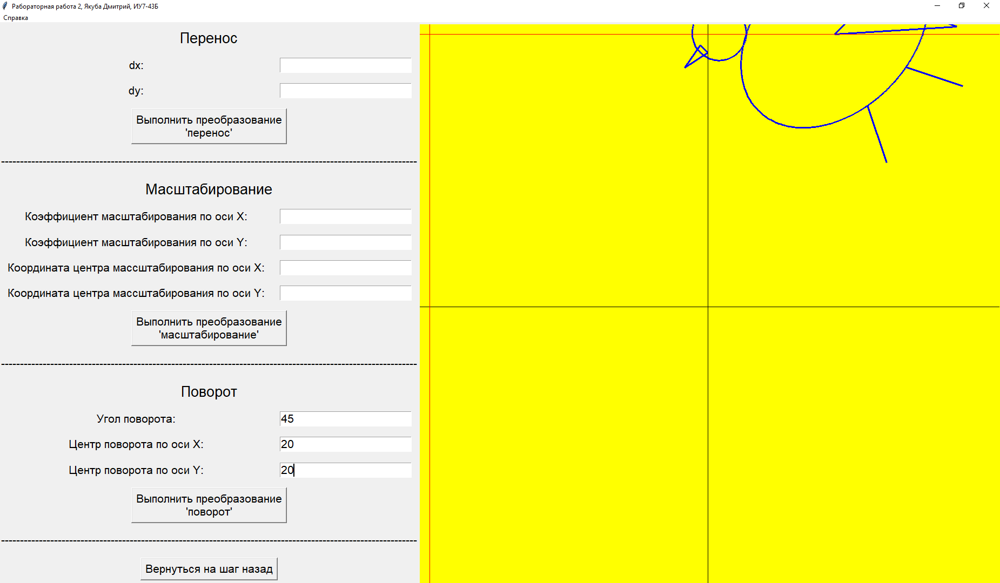 Рабораторная работа 2, Якуба Дмитрий, ИУ7-43Б
Справка
Перенос
dx:
dy:
Выполнить преобразование
'перенос'
Масштабирование
Коэффициент масштабирования по оси X:
Коэффициент масштабирования по оси Y:
Координата центра массштабирования по оси X:
Координата центра массштабирования по оси Y:
Выполнить преобразование
'масштабирование'
Поворот
Угол поворота: 45
Центр поворота по оси X: 20
Центр поворота по оси Y: 20
Выполнить преобразование
'поворот'
Вернуться на шаг назад